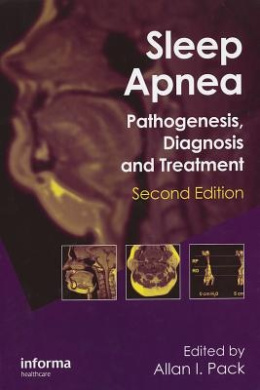 Sleep
Apnea
Pathogenesis,
Diagnosis
and Treatment
Second Edition
Edited by
Allan I. Pack
informa
healthcare